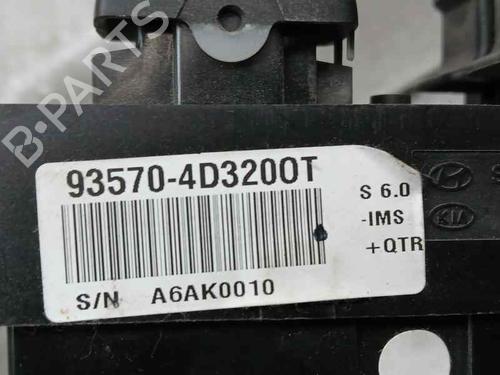 B-PARTS
93570-4D3200T
S 6.0
-IMS
+QTR
S/N A6AK0010
KIA